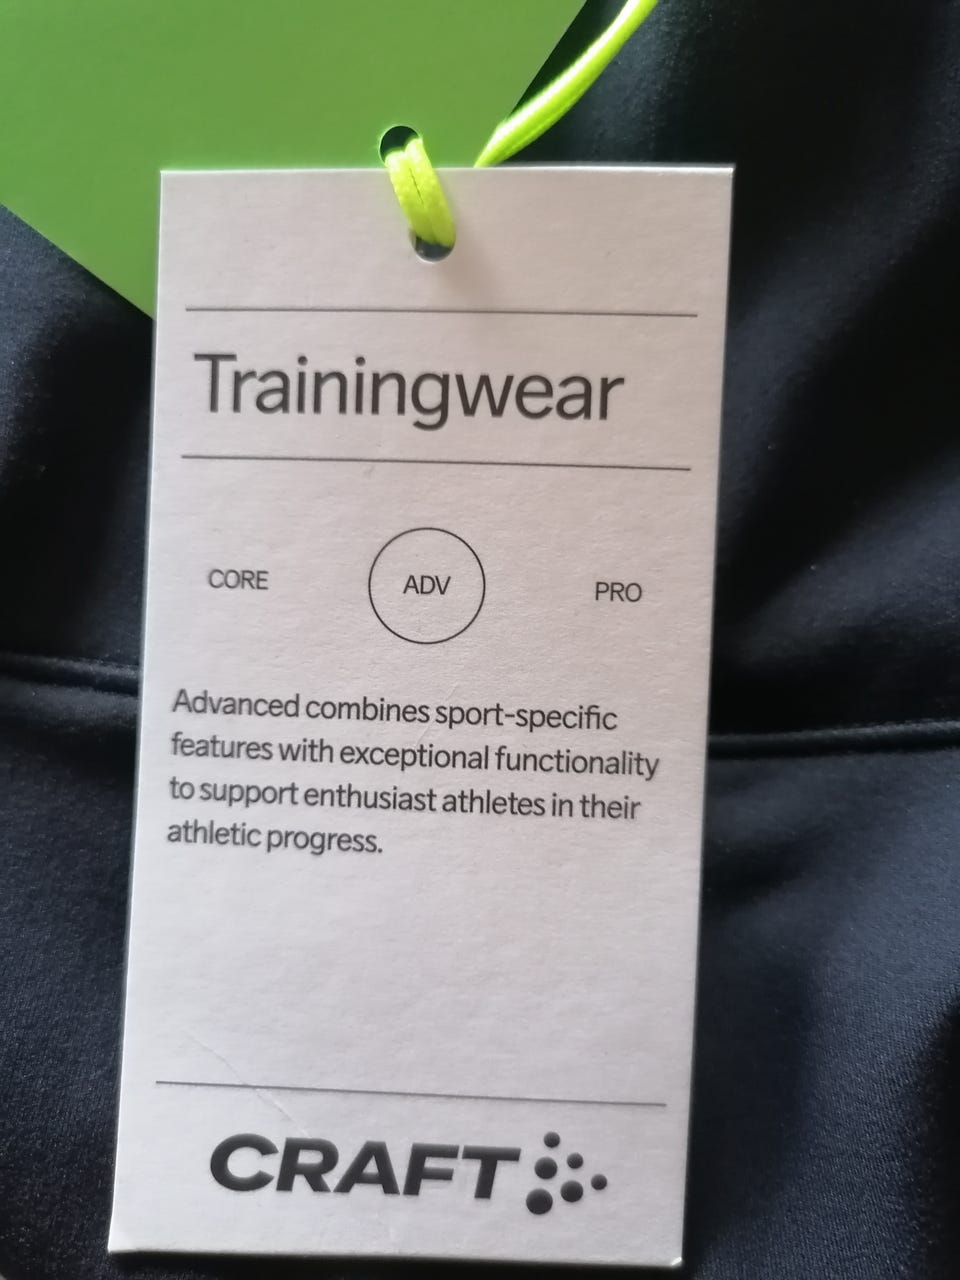 Trainingwear
CORE ADV PRO
Advanced combines sport-specific
features with exceptional functionality
to support enthusiast athletes in their
athletic progress.
CRAFT